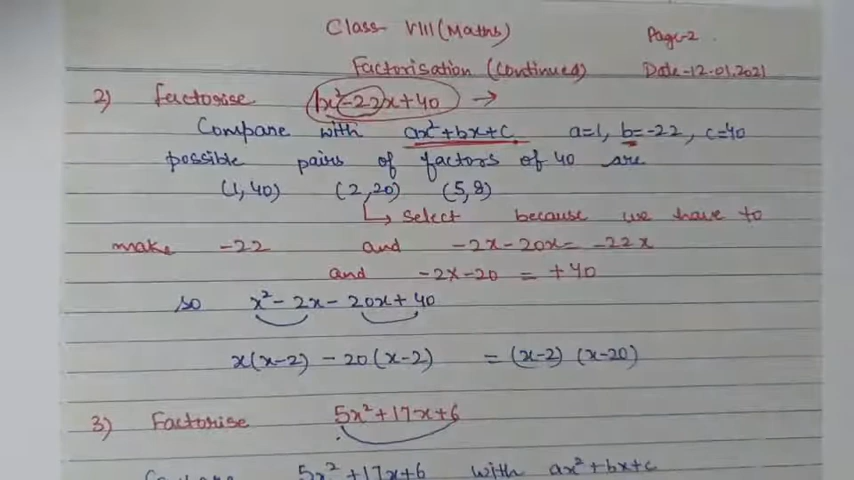 Class VIII (Maths) Page-2
Factorisation (Continued) Date-12.01.2021
2) factorise x²-22x+40 →
Compare with ax²+bx+c a=1, b=-22, c=40
possible pairs of factors of 40 are
(1,40) (2,20) (5,8)
↳ select because we have to
make -22 and -2x-20x= -22x
and -2x-20 = +40
so x²-2x-20x+40
x(x-2) -20(x-2) = (x-2) (x-20)
3) Factorise 5x²+17x+6
Compare 5x²+17x+6 with ax²+bx+c